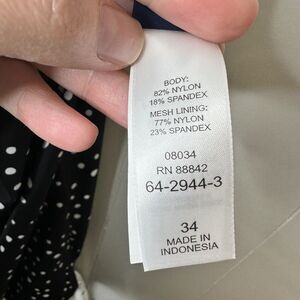 BODY:
82% NYLON
18% SPANDEX
MESH LINING:
77% NYLON
23% SPANDEX
08034
RN 88842
64-2944-3
34
MADE IN
INDONESIA